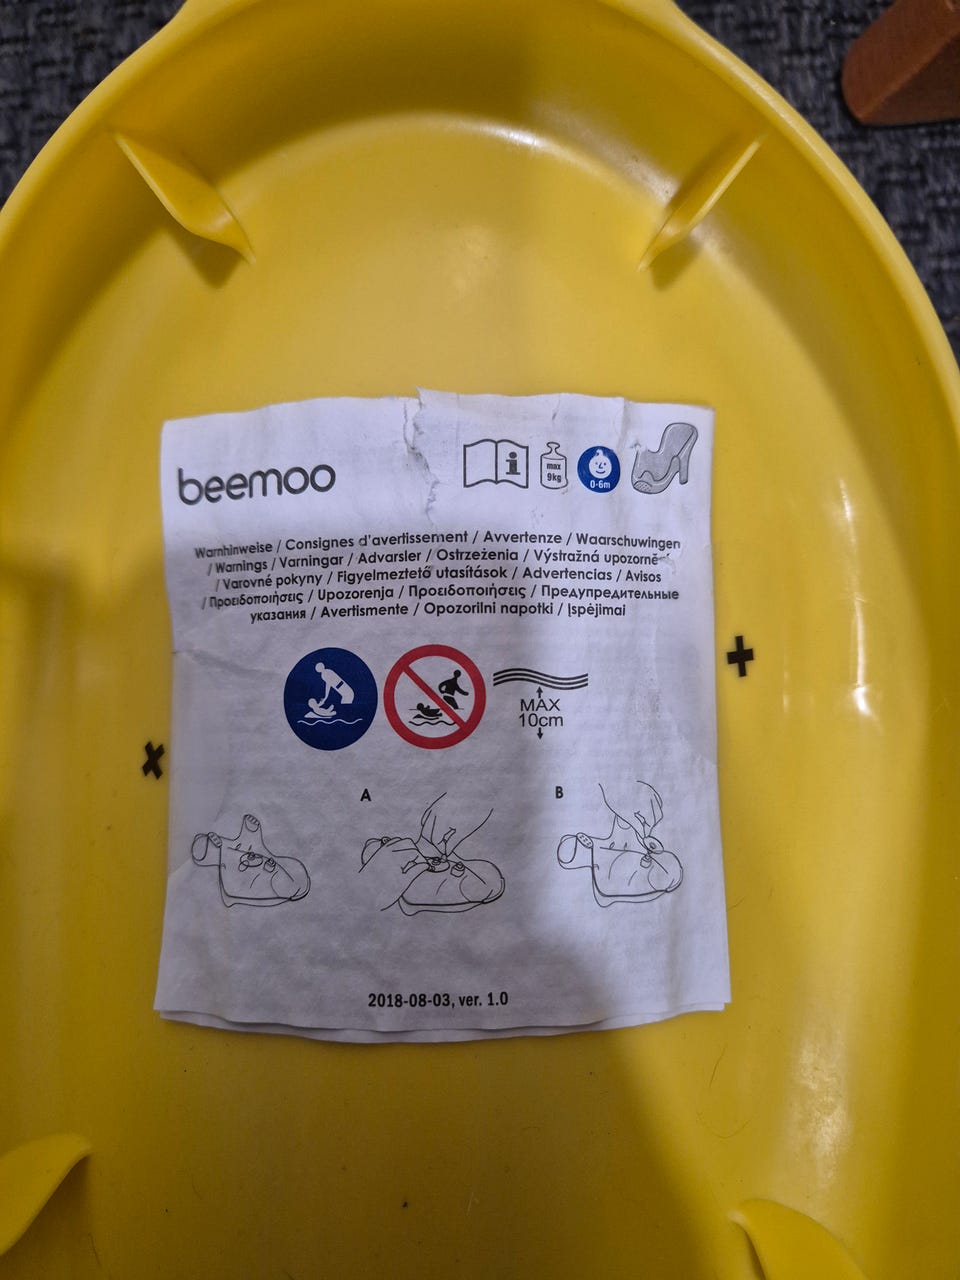 beemoo
i
max
9kg
0-6m
Warnhinweise / Consignes d'avertissement / Avvertenze / Waarschuwingen
/ Warnings / Varningar / Advarsler / Ostrzeżenia / Výstražná upozornění
/ Varovné pokyny / Figyelmeztető utasítások / Advertencias / Avisos
/ Προειδοποιήσεις / Upozorenja / Προειδοποιήσεις / Предупредительные
указания / Avertismente / Opozorilni napotki / Įspėjimai
MAX
10cm
A
B
2018-08-03, ver. 1.0